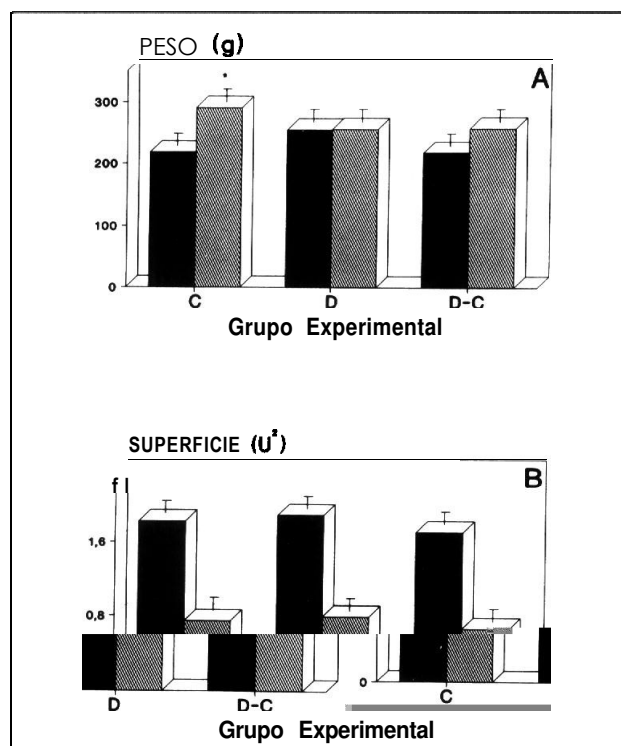 PESO (g)
A
*
300
200
100
0
C D D-C
Grupo Experimental
SUPERFICIE (U²)
B
f l
1,6
0,8
0
D D-C C
Grupo Experimental